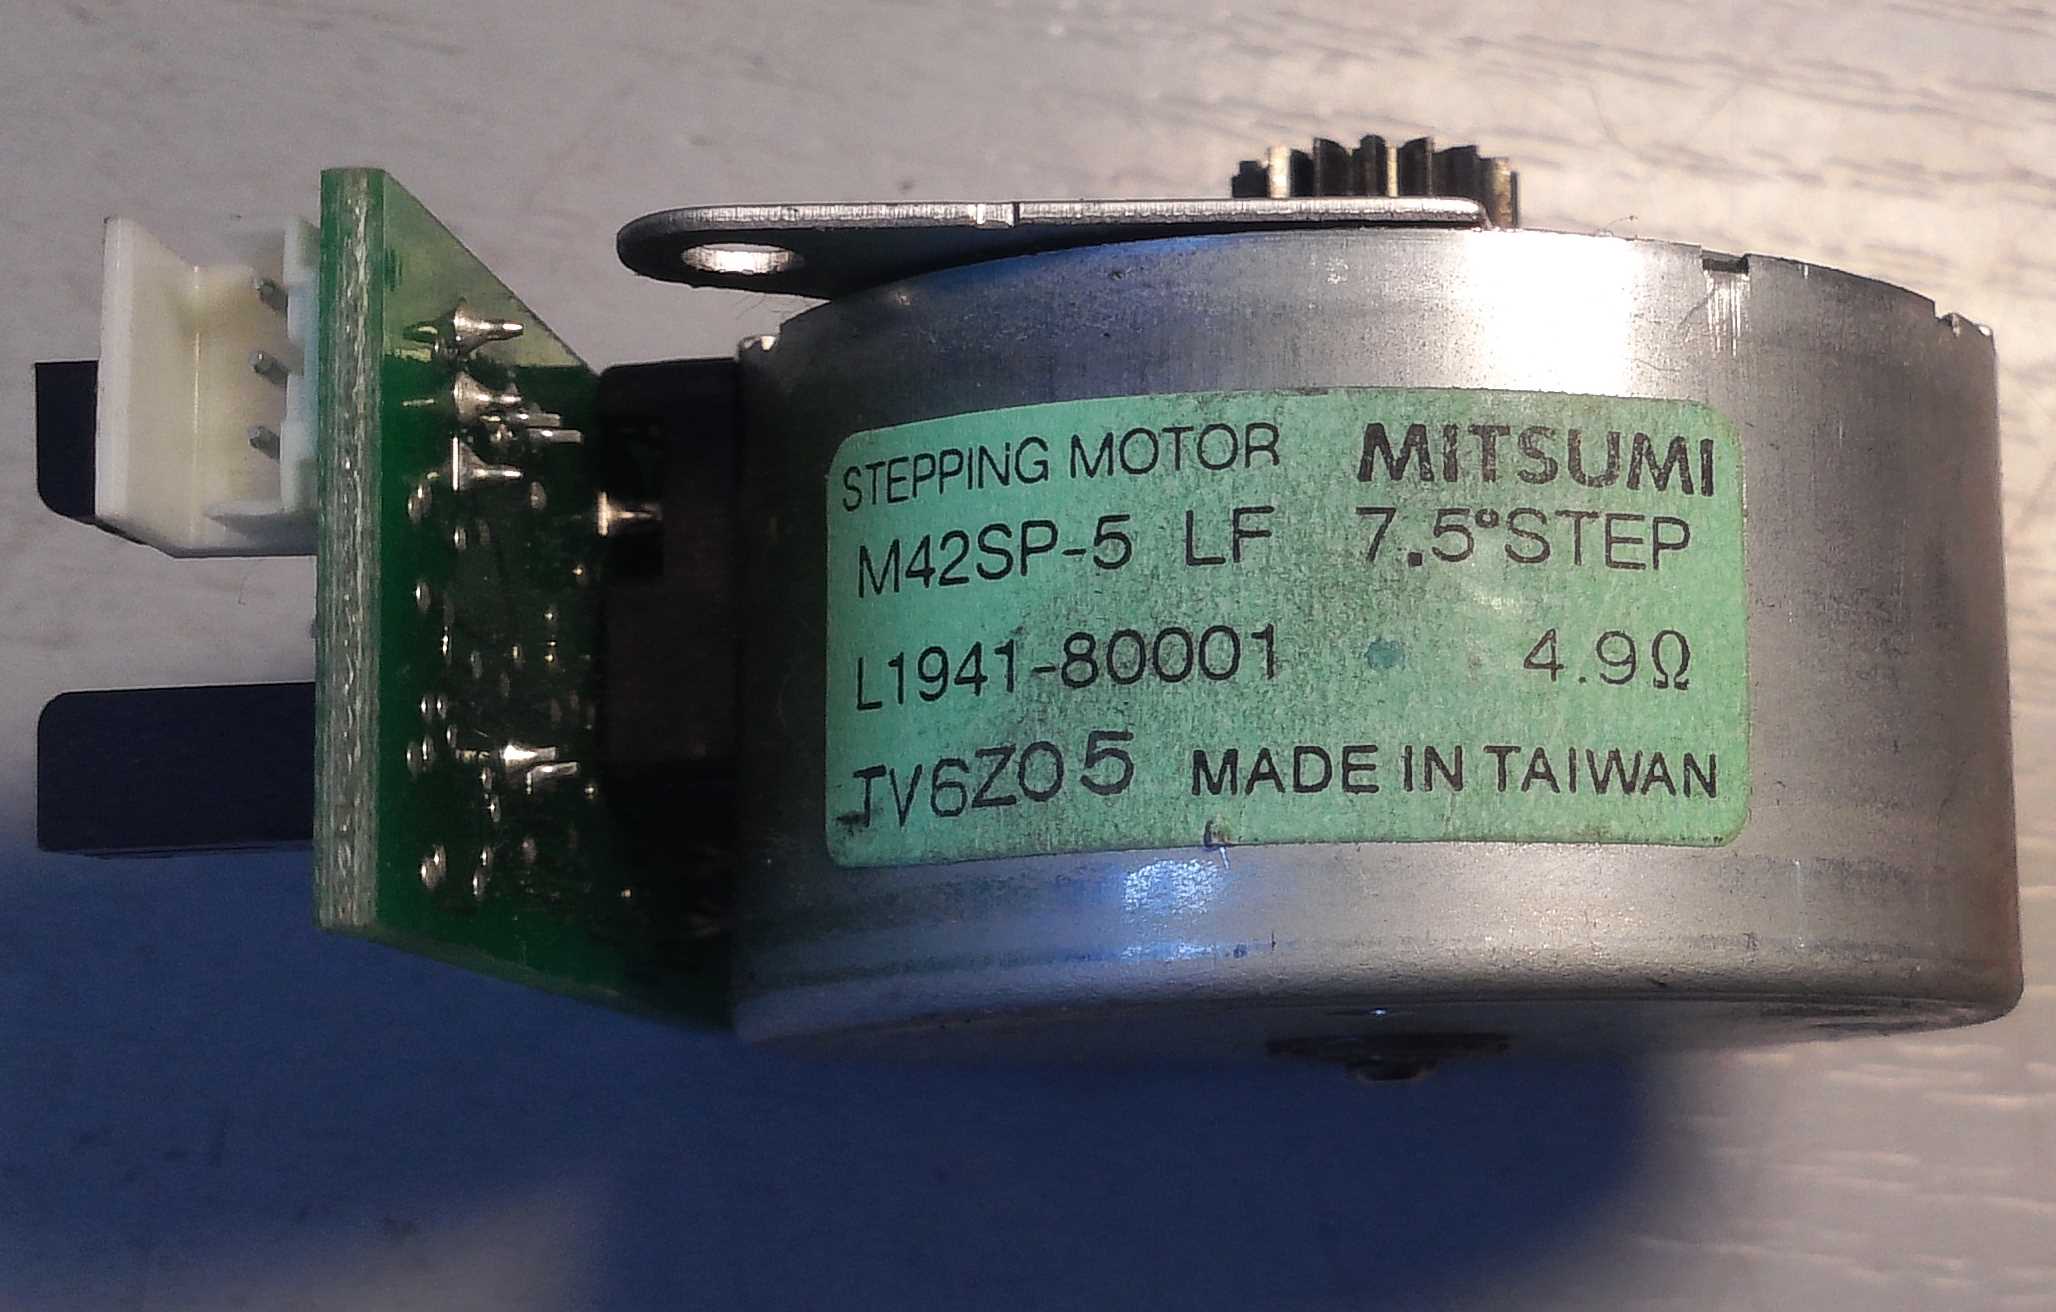 STEPPING MOTOR MITSUMI
M42SP-5 LF 7.5°STEP
L1941-80001 4.9Ω
TV6Z05 MADE IN TAIWAN